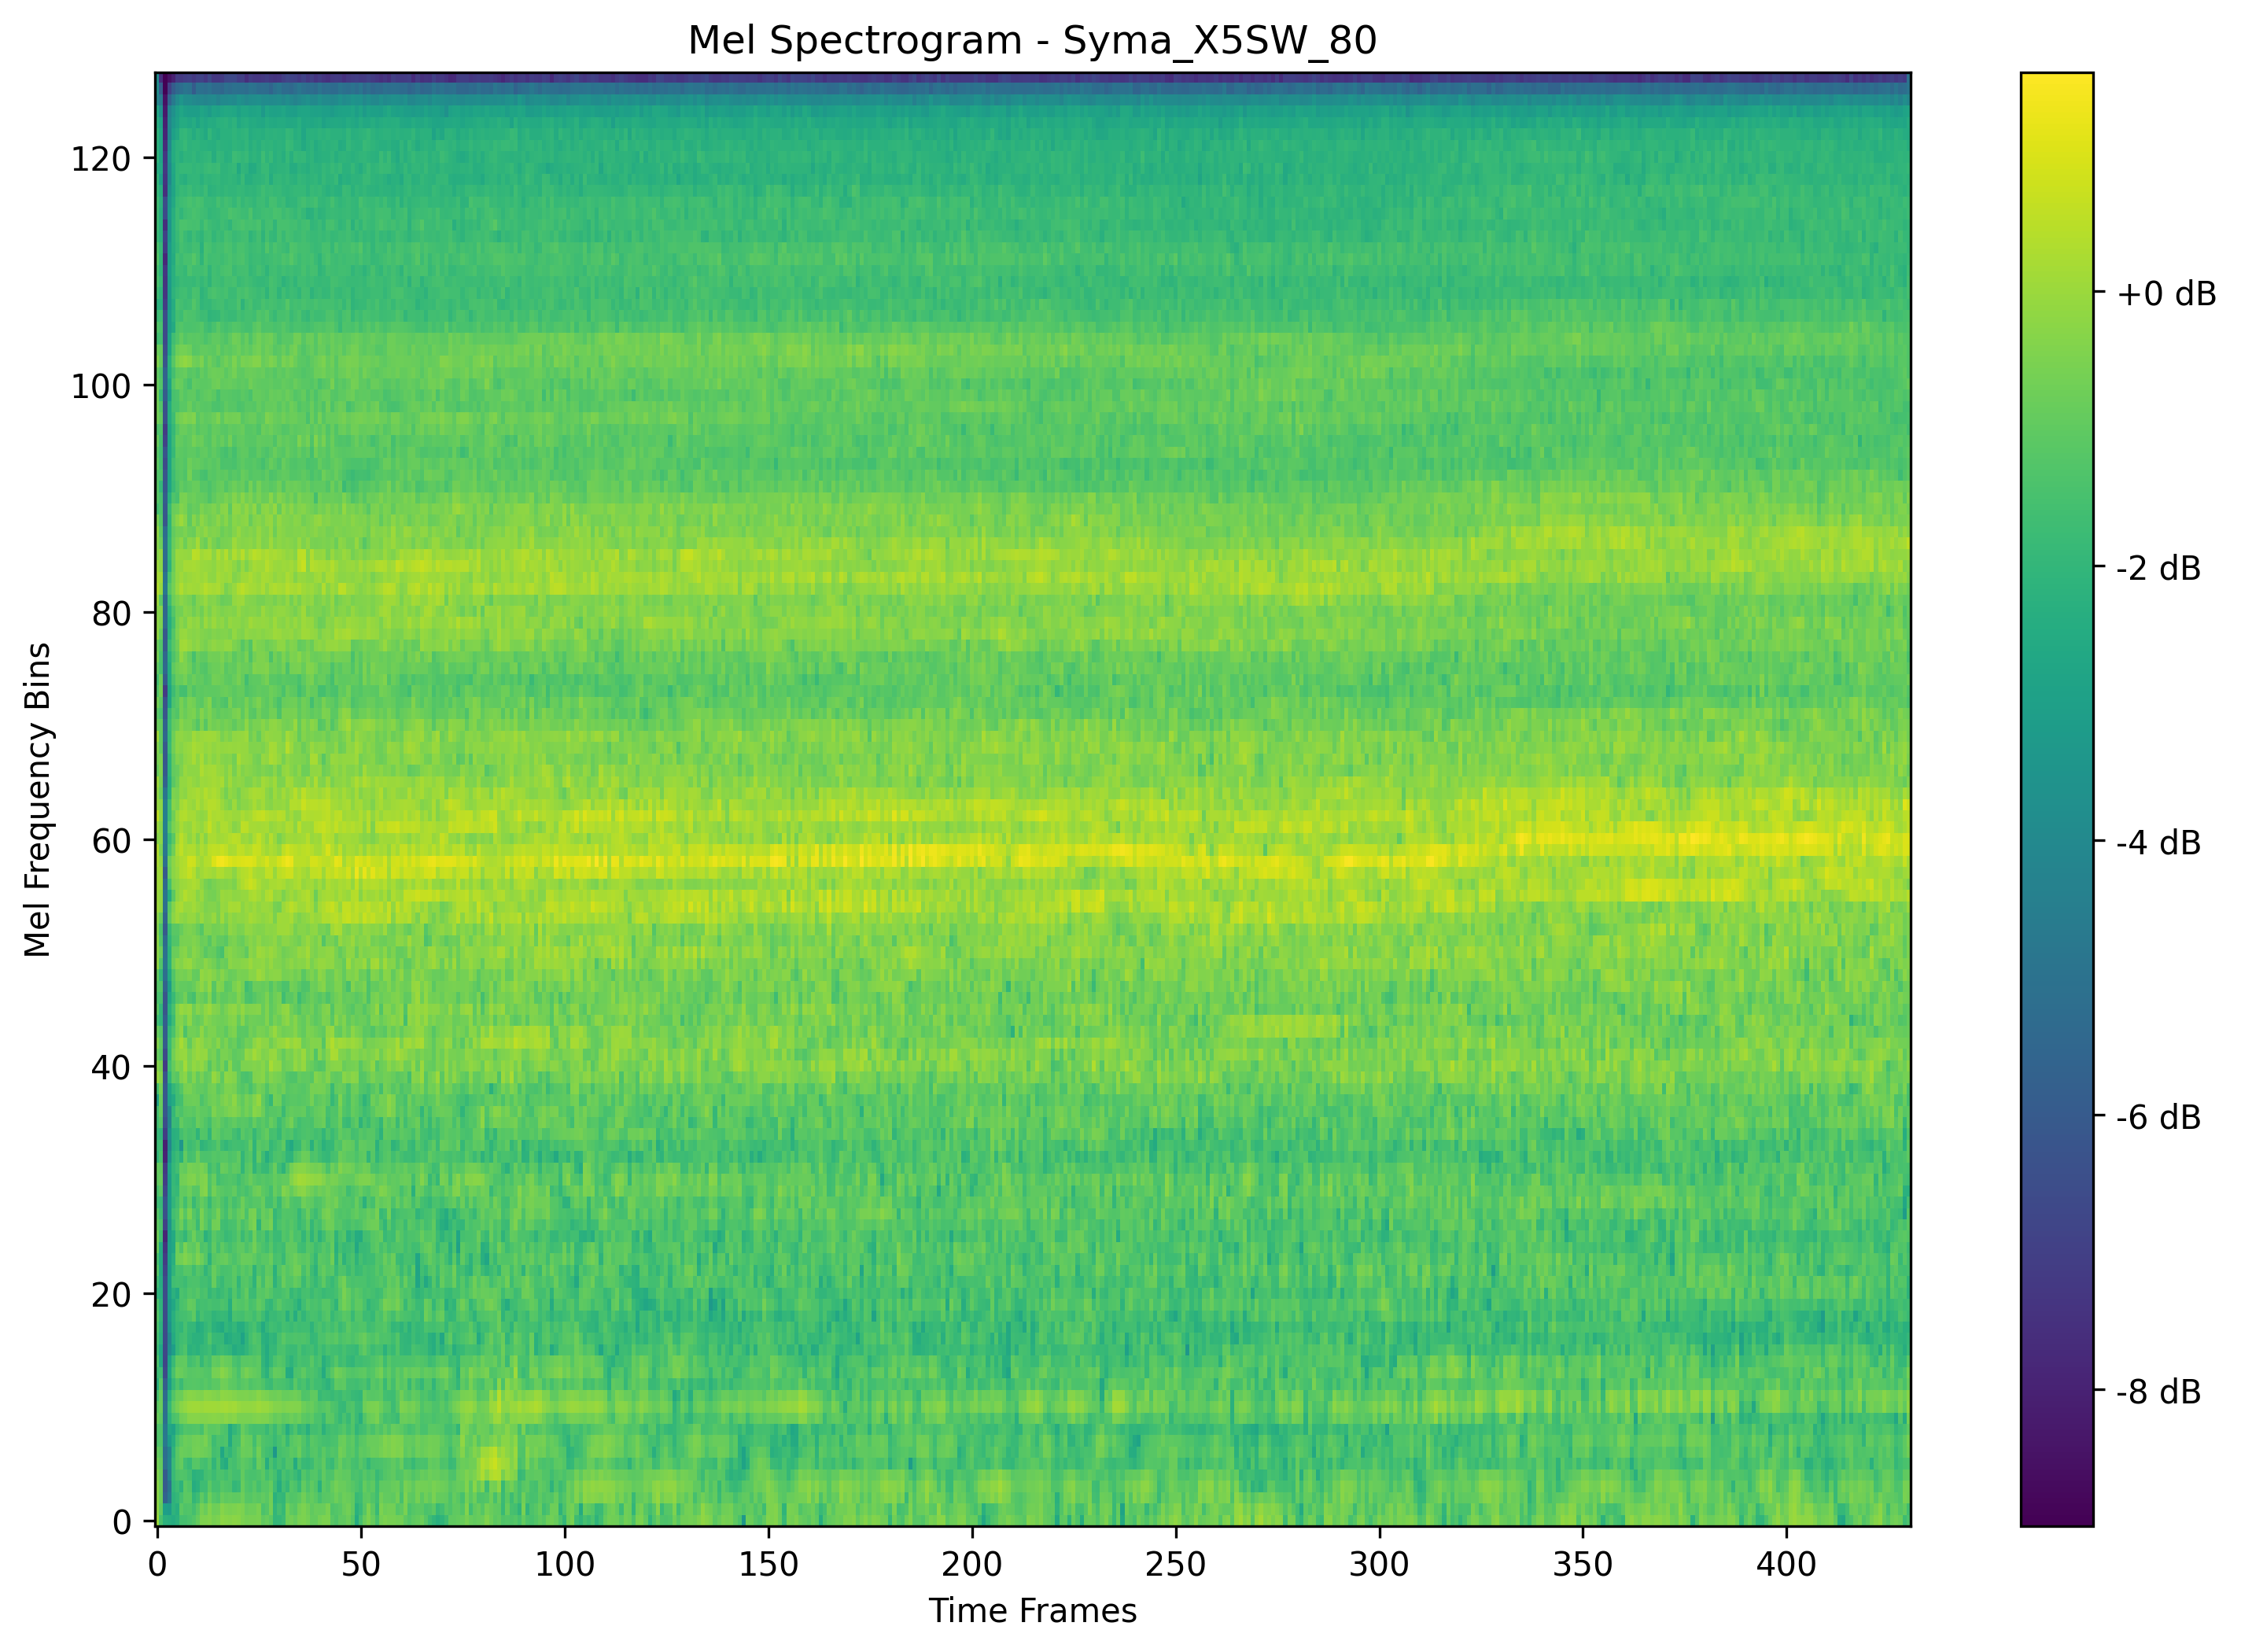 Mel Spectrogram - Syma_X5SW_80
Mel Frequency Bins
120
100
80
60
40
20
0
0 50 100 150 200 250 300 350 400
Time Frames
+0 dB
-2 dB
-4 dB
-6 dB
-8 dB